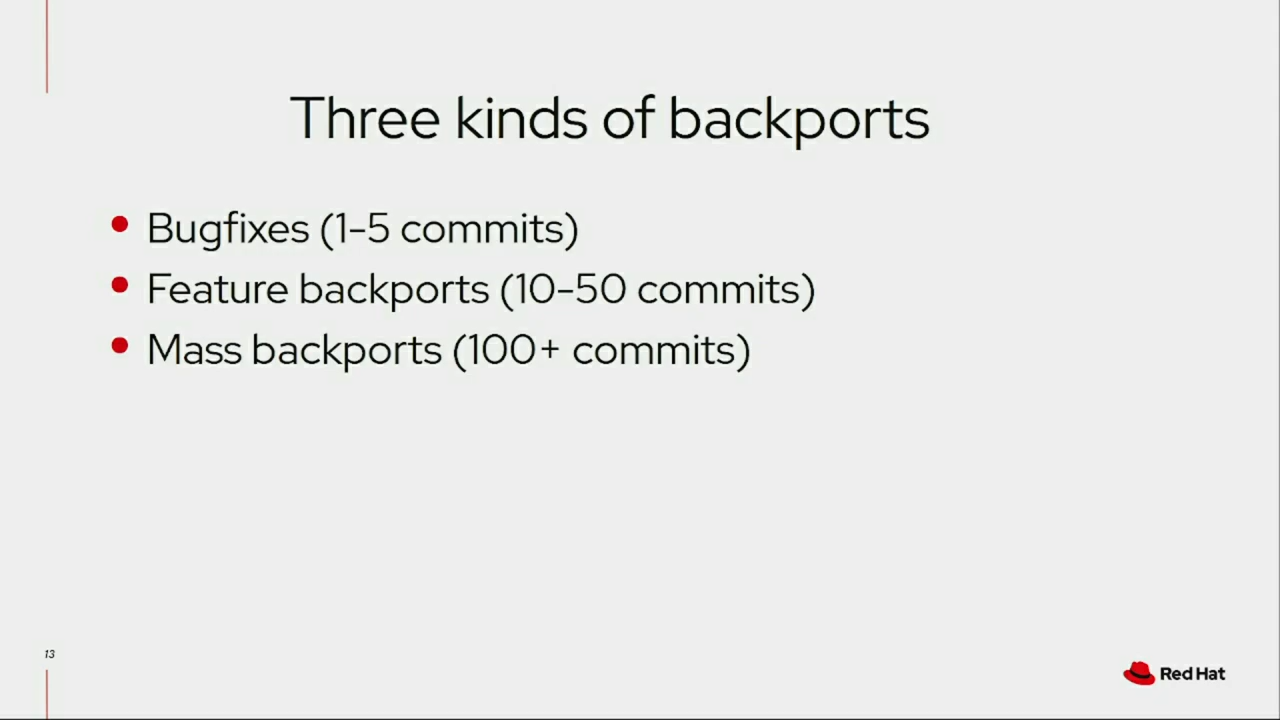 Three kinds of backports
Bugfixes (1-5 commits)
Feature backports (10-50 commits)
Mass backports (100+ commits)
13
Red Hat